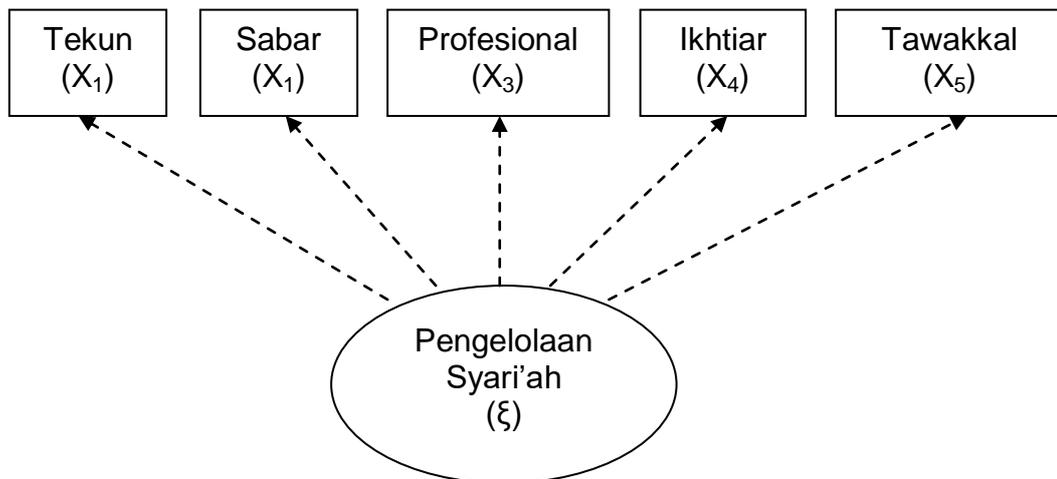 Tekun
(X₁)
Sabar
(X₁)
Profesional
(X₃)
Ikhtiar
(X₄)
Tawakkal
(X₅)
Pengelolaan
Syari’ah
(ξ)